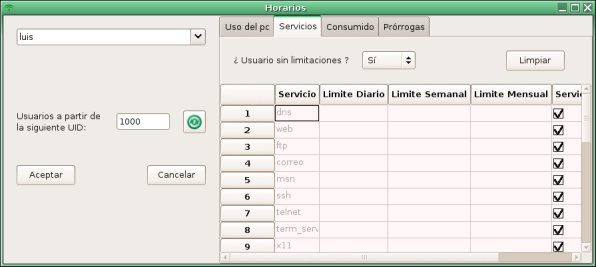 Horarios
luis
Usuarios a partir de
la siguiente UID:
1000
Aceptar
Cancelar
Uso del pc
Servicios
Consumido
Prórrogas
¿ Usuario sin limitaciones ?
Sí
Limpiar
Servicio Limite Diario Limite Semanal Limite Mensual Servic
1 dns
2 web
3 ftp
4 correo
5 msn
6 ssh
7 telnet
8 term_serv
9 x11